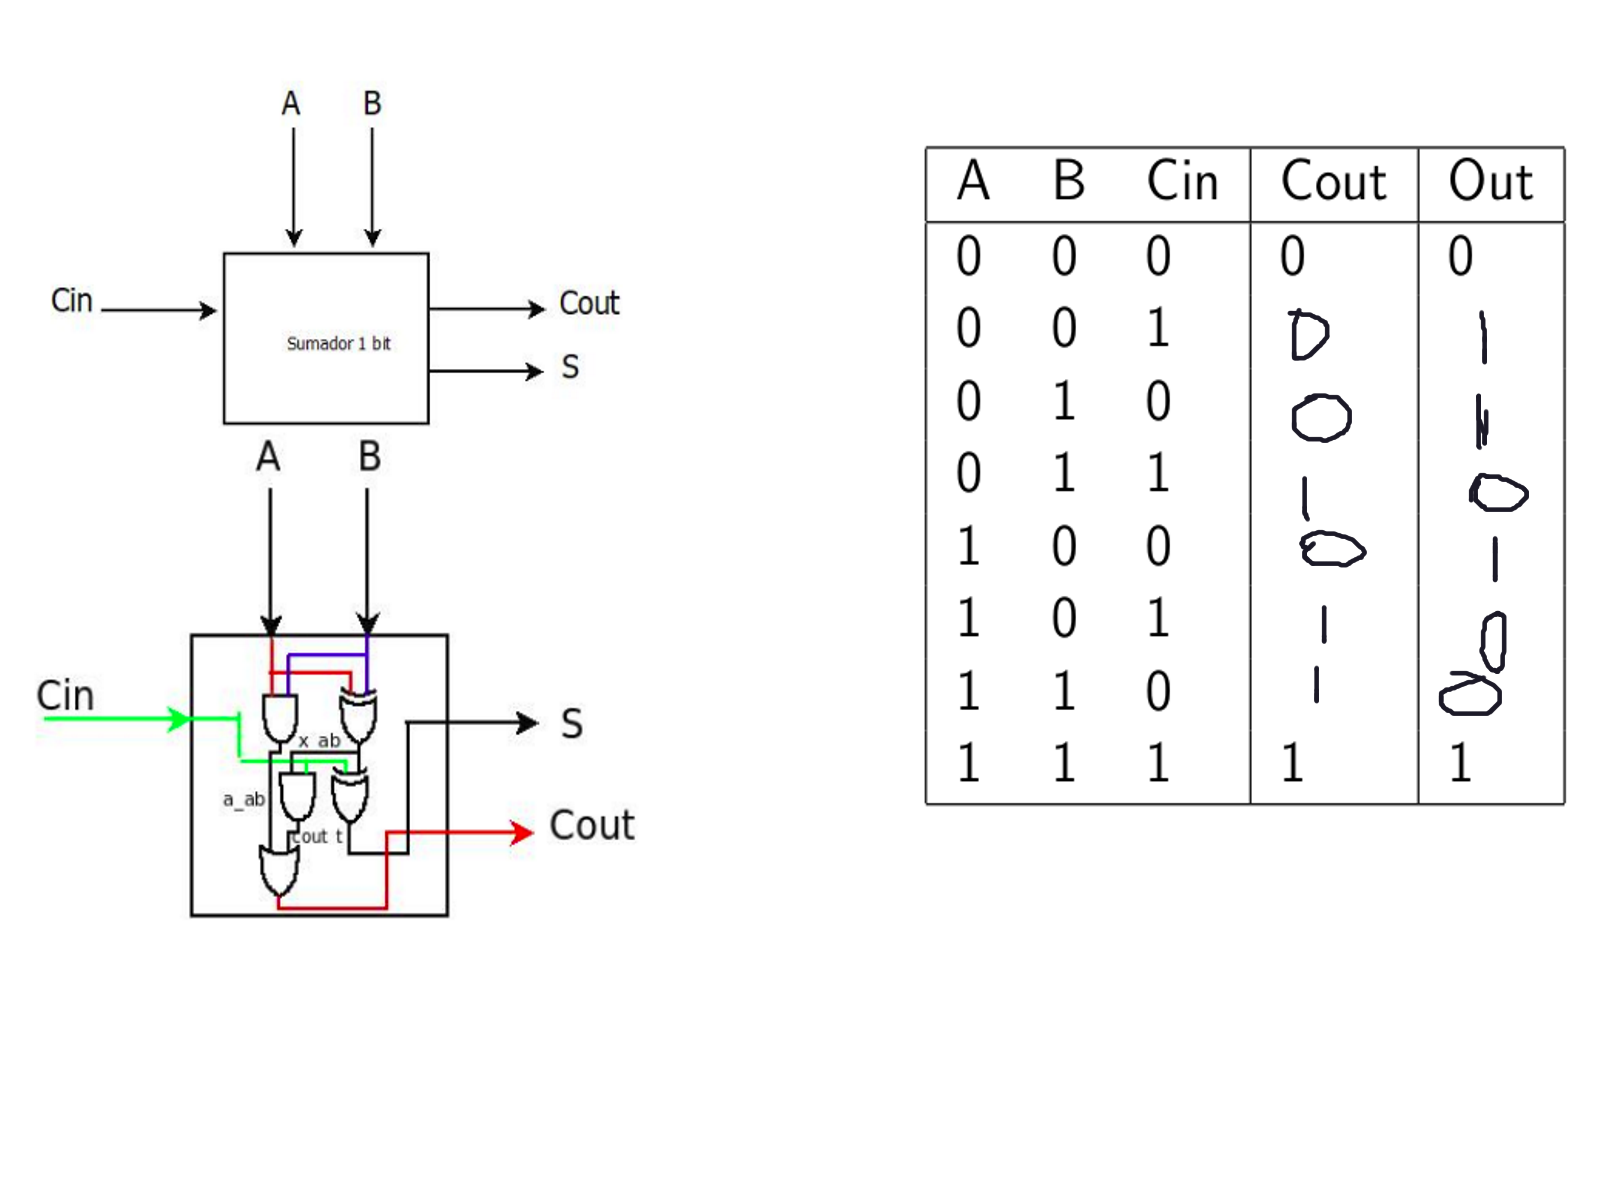 A B
Cin
Cout
Sumador 1 bit
S
A B
Cin
S
x_ab
a_ab
cout t
Cout
A B Cin Cout Out
0 0 0 0 0
0 0 1 0 1
0 1 0 0 1
0 1 1 1 0
1 0 0 0 1
1 0 1 1 0
1 1 0 1 0
1 1 1 1 1